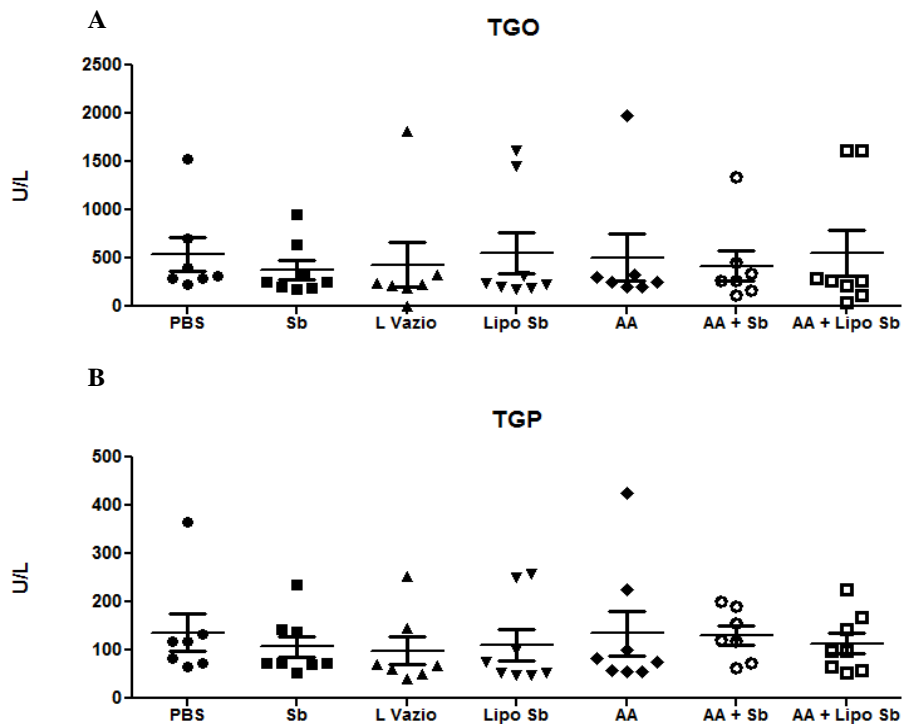 A
TGO
2500
2000
1500
1000
500
0
U/L
PBS Sb L Vazio Lipo Sb AA AA + Sb AA + Lipo Sb
B
TGP
500
400
300
200
100
0
U/L
PBS Sb L Vazio Lipo Sb AA AA + Sb AA + Lipo Sb